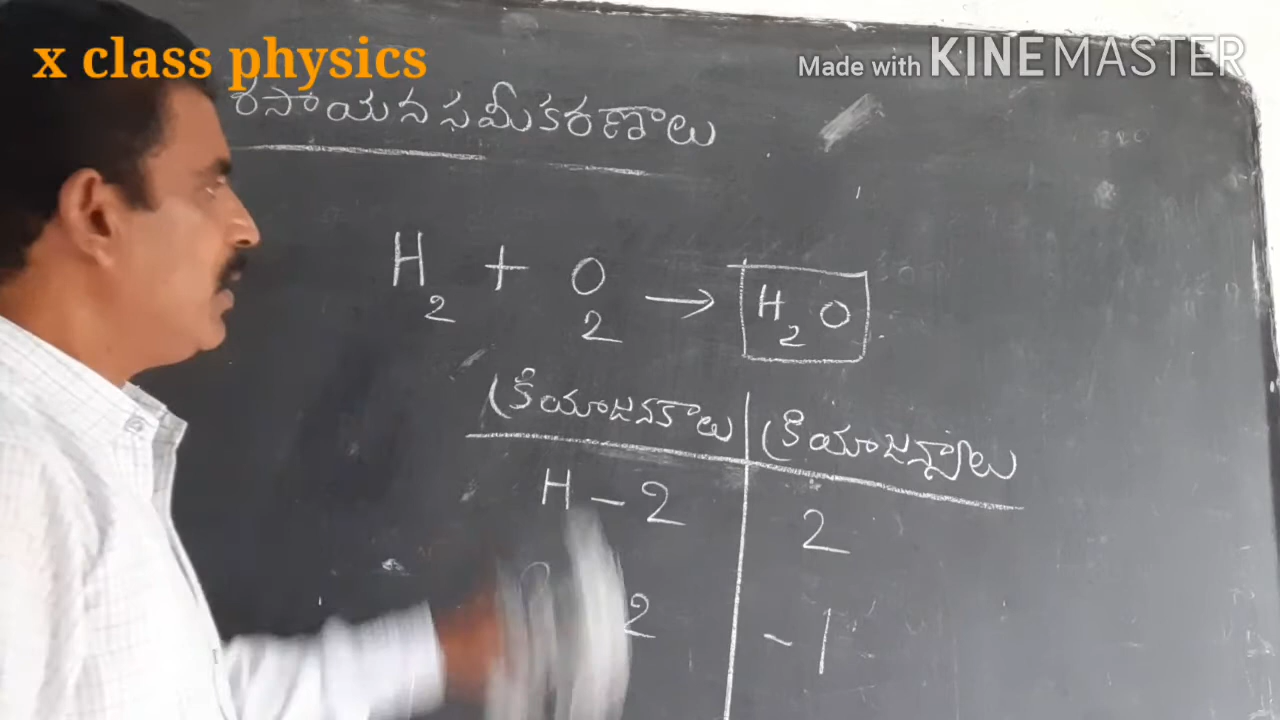 x class physics
Made with KINEMASTER
రసాయన సమీకరణాలు
H2 + O2 → H2O
క్రియాజనకాలు క్రియాజన్యాలు
H - 2 2
2 - 1